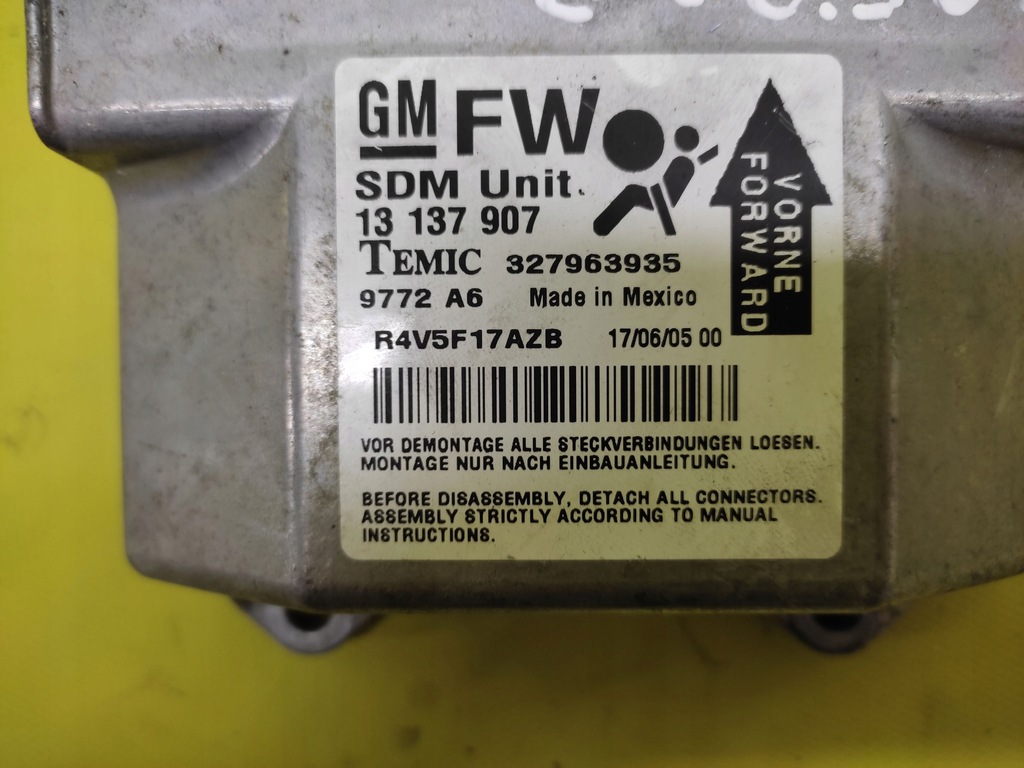 GM FW
SDM Unit.
13 137 907
TEMIC 327963935
9772 A6 Made in Mexico
R4V5F17AZB 17/06/05 00
VORNE
FORWARD
VOR DEMONTAGE ALLE STECKVERBINDUNGEN LOESEN.
MONTAGE NUR NACH EINBAUANLEITUNG.
BEFORE DISASSEMBLY, DETACH ALL CONNECTORS.
ASSEMBLY STRICTLY ACCORDING TO MANUAL
INSTRUCTIONS.